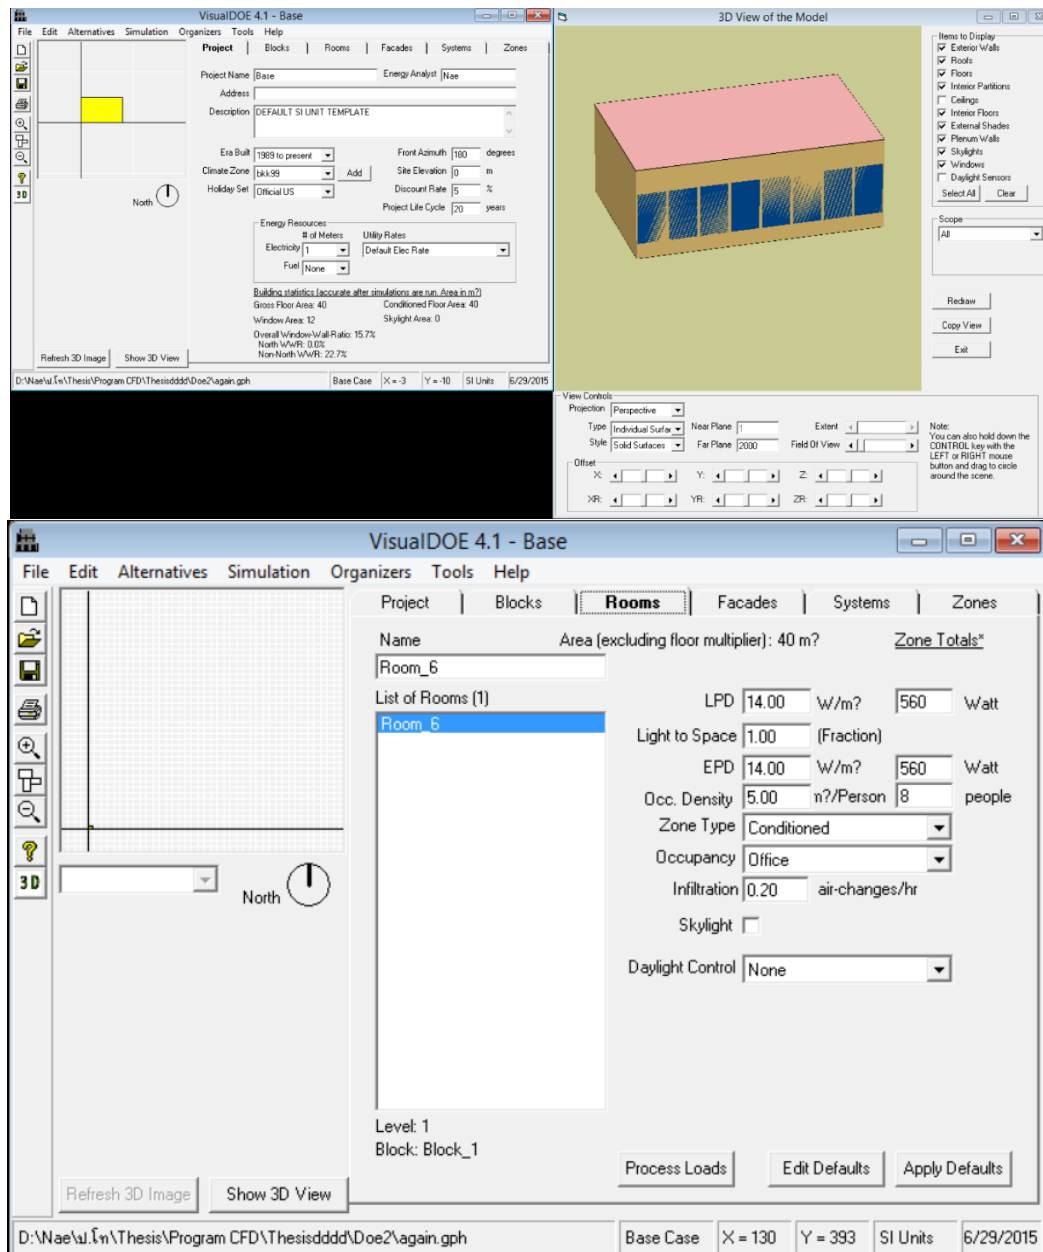 VisualDOE 4.1 - Base
File Edit Alternatives Simulation Organizers Tools Help
Project Blocks Rooms Facades Systems Zones
Project Name Base Energy Analyst Nae
Address
Description DEFAULT SI UNIT TEMPLATE
Era Built 1989 to present Front Azimuth 180 degrees
Climate Zone bkk99 Add Site Elevation 0 m
Holiday Set Official US Discount Rate 5 %
Project Life Cycle 20 years
North
3D
Energy Resources
# of Meters Utility Rates
Electricity 1 Default Elec Rate
Fuel None
Building statistics (accurate after simulations are run. Area in m?)
Gross Floor Area: 40 Conditioned Floor Area: 40
Window Area: 12 Skylight Area: 0
Overall Window-Wall-Ratio: 15.7%
North WWR: 0.0%
Non-North WWR: 22.7%
Refresh 3D Image Show 3D View
D:\Nae\ป.โท\Thesis\Program CFD\Thesisdddd\Doe2\again.gph Base Case X = -3 Y = -10 SI Units 6/29/2015
3D View of the Model
Items to Display
Exterior Walls
Roofs
Floors
Interior Partitions
Ceilings
Interior Floors
External Shades
Plenum Walls
Skylights
Windows
Daylight Sensors
Select All Clear
Scope
All
Redraw
Copy View
Exit
View Controls
Projection Perspective
Type Individual Surfac Near Plane 1 Extent
Style Solid Surfaces Far Plane 2000 Field Of View
Offset
X: Y: Z:
XR: YR: ZR:
Note:
You can also hold down the
CONTROL key with the
LEFT or RIGHT mouse
button and drag to circle
around the scene.
VisualDOE 4.1 - Base
File Edit Alternatives Simulation Organizers Tools Help
Project Blocks Rooms Facades Systems Zones
Name Area (excluding floor multiplier): 40 m? Zone Totals*
Room_6
List of Rooms (1)
Room_6
LPD 14.00 W/m? 560 Watt
Light to Space 1.00 (Fraction)
EPD 14.00 W/m? 560 Watt
Occ. Density 5.00 n?/Person 8 people
Zone Type Conditioned
Occupancy Office
Infiltration 0.20 air-changes/hr
Skylight
Daylight Control None
3D
North
Level: 1
Block: Block_1
Process Loads Edit Defaults Apply Defaults
Refresh 3D Image Show 3D View
D:\Nae\ป.โท\Thesis\Program CFD\Thesisdddd\Doe2\again.gph Base Case X = 130 Y = 393 SI Units 6/29/2015